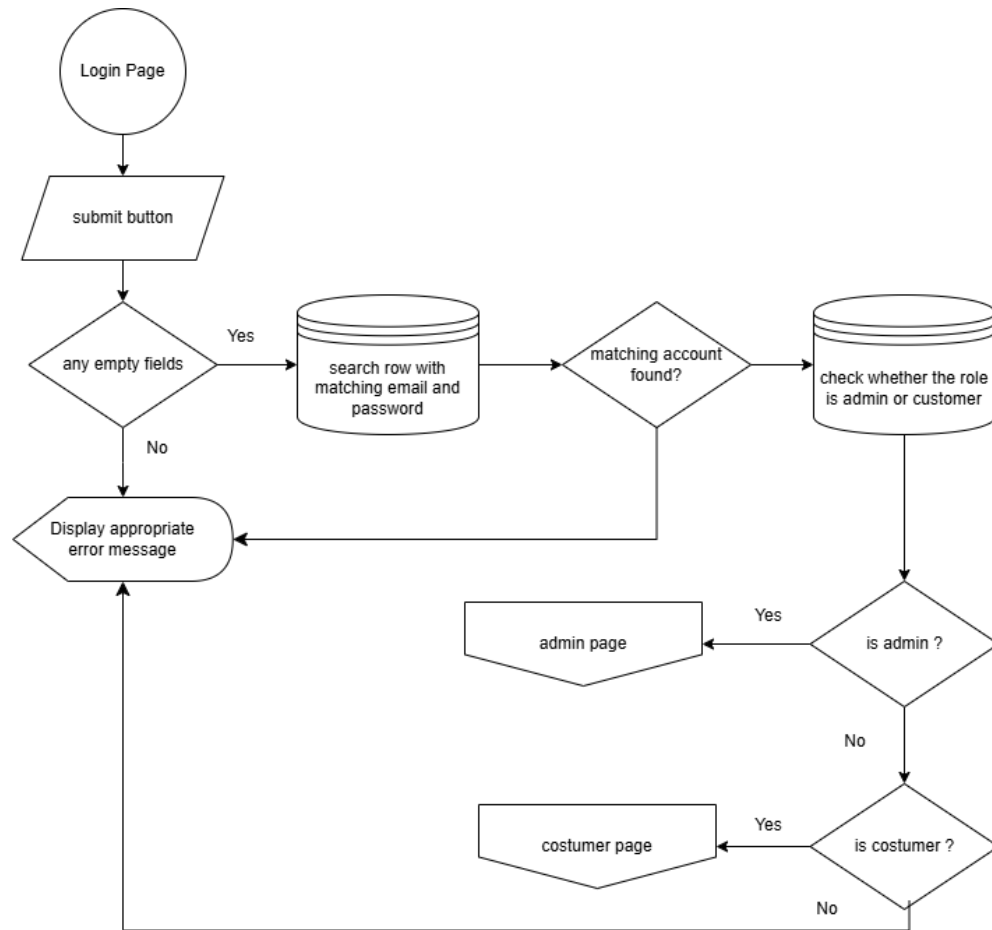 Login Page
submit button
any empty fields
Yes
No
search row with
matching email and
password
matching account
found?
check whether the role
is admin or customer
Display appropriate
error message
is admin ?
Yes
admin page
No
is costumer ?
Yes
costumer page
No